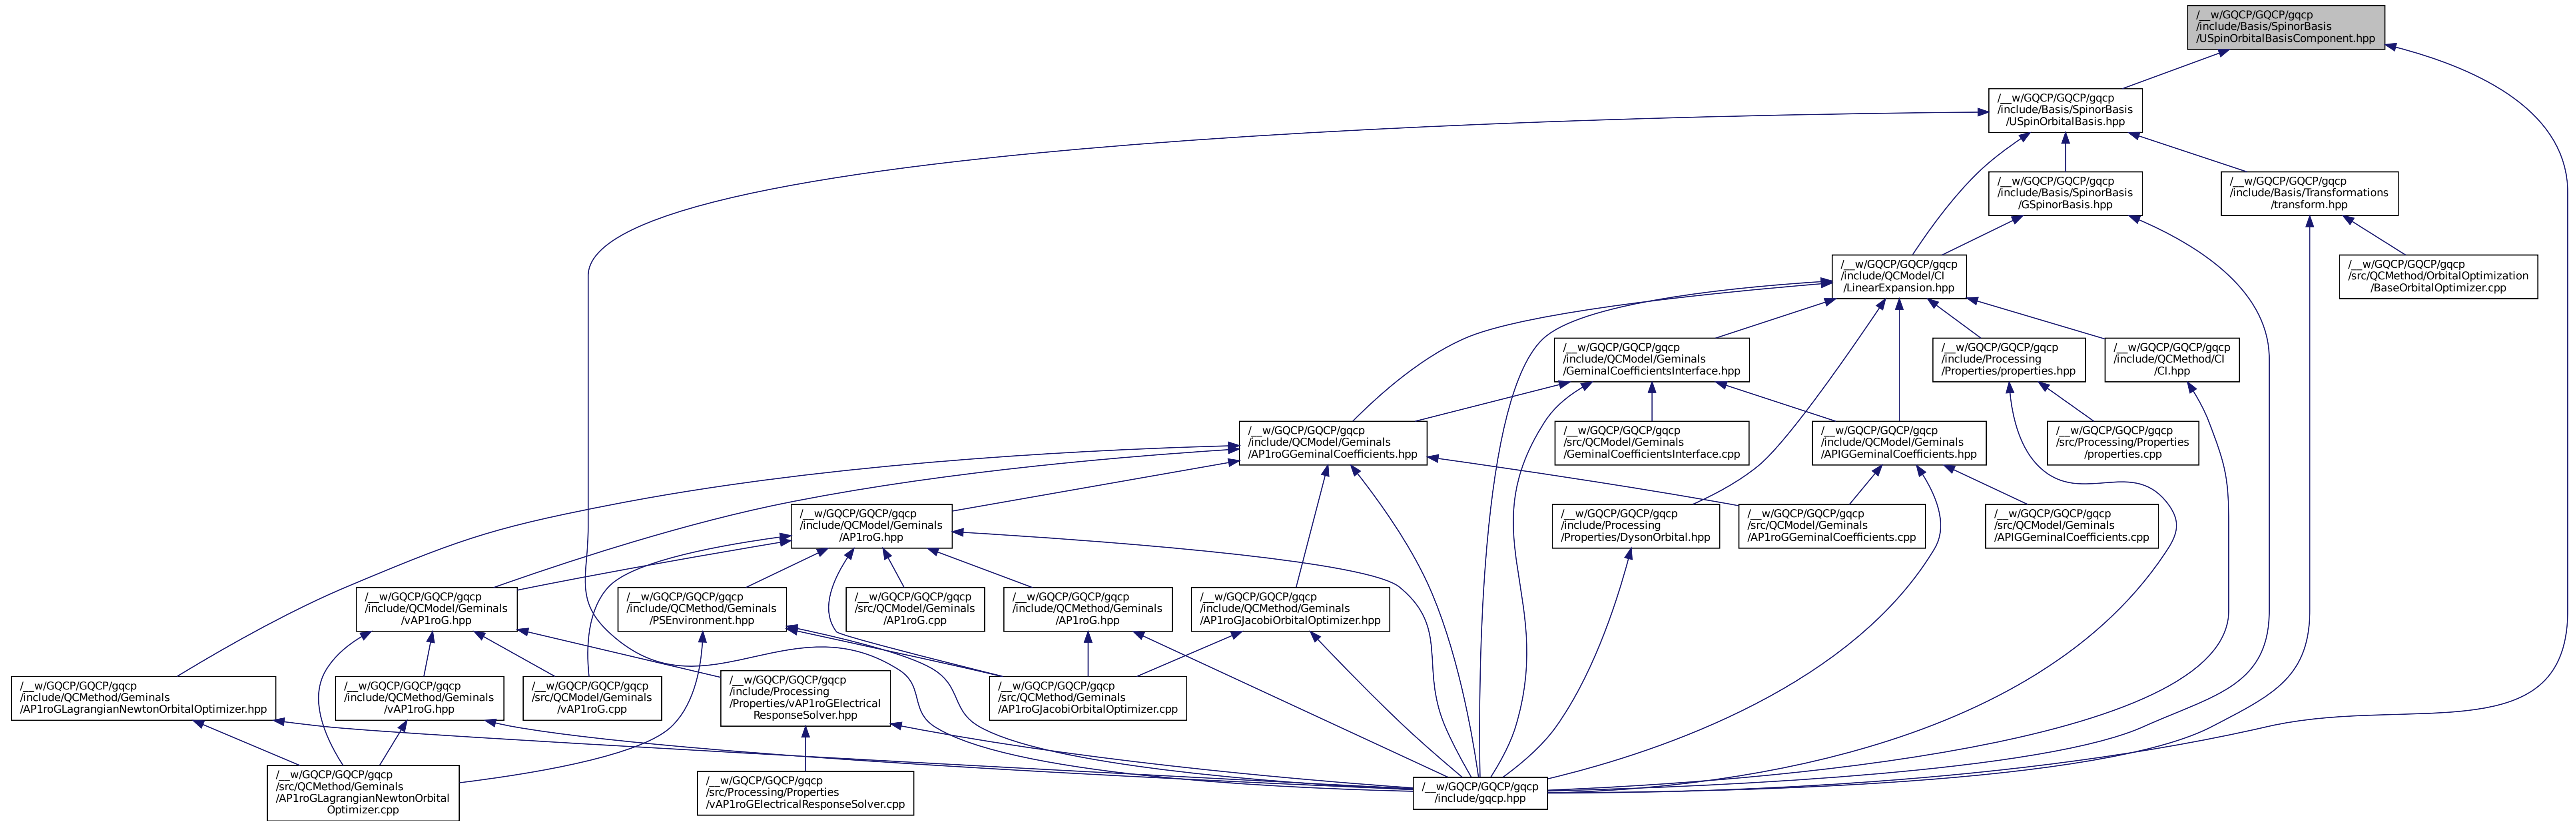 /__w/GQCP/GQCP/gqcp
/include/Basis/SpinorBasis
/USpinOrbitalBasisComponent.hpp
/__w/GQCP/GQCP/gqcp
/include/Basis/SpinorBasis
/USpinOrbitalBasis.hpp
/__w/GQCP/GQCP/gqcp
/include/Basis/SpinorBasis
/GSpinorBasis.hpp
/__w/GQCP/GQCP/gqcp
/include/Basis/Transformations
/transform.hpp
/__w/GQCP/GQCP/gqcp
/include/QCModel/CI
/LinearExpansion.hpp
/__w/GQCP/GQCP/gqcp
/src/QCMethod/OrbitalOptimization
/BaseOrbitalOptimizer.cpp
/__w/GQCP/GQCP/gqcp
/include/QCModel/Geminals
/GeminalCoefficientsInterface.hpp
/__w/GQCP/GQCP/gqcp
/include/Processing
/Properties/properties.hpp
/__w/GQCP/GQCP/gqcp
/include/QCMethod/CI
/CI.hpp
/__w/GQCP/GQCP/gqcp
/include/QCModel/Geminals
/AP1roGGeminalCoefficients.hpp
/__w/GQCP/GQCP/gqcp
/src/QCModel/Geminals
/GeminalCoefficientsInterface.cpp
/__w/GQCP/GQCP/gqcp
/include/QCModel/Geminals
/APIGGeminalCoefficients.hpp
/__w/GQCP/GQCP/gqcp
/src/Processing/Properties
/properties.cpp
/__w/GQCP/GQCP/gqcp
/include/QCModel/Geminals
/AP1roG.hpp
/__w/GQCP/GQCP/gqcp
/include/Processing
/Properties/DysonOrbital.hpp
/__w/GQCP/GQCP/gqcp
/src/QCModel/Geminals
/AP1roGGeminalCoefficients.cpp
/__w/GQCP/GQCP/gqcp
/src/QCModel/Geminals
/APIGGeminalCoefficients.cpp
/__w/GQCP/GQCP/gqcp
/include/QCModel/Geminals
/vAP1roG.hpp
/__w/GQCP/GQCP/gqcp
/include/QCMethod/Geminals
/PSEnvironment.hpp
/__w/GQCP/GQCP/gqcp
/src/QCModel/Geminals
/AP1roG.cpp
/__w/GQCP/GQCP/gqcp
/include/QCMethod/Geminals
/AP1roG.hpp
/__w/GQCP/GQCP/gqcp
/include/QCMethod/Geminals
/AP1roGJacobiOrbitalOptimizer.hpp
/__w/GQCP/GQCP/gqcp
/include/QCMethod/Geminals
/AP1roGLagrangianNewtonOrbitalOptimizer.hpp
/__w/GQCP/GQCP/gqcp
/include/QCMethod/Geminals
/vAP1roG.hpp
/__w/GQCP/GQCP/gqcp
/src/QCModel/Geminals
/vAP1roG.cpp
/__w/GQCP/GQCP/gqcp
/include/Processing
/Properties/vAP1roGElectrical
ResponseSolver.hpp
/__w/GQCP/GQCP/gqcp
/src/QCMethod/Geminals
/AP1roGJacobiOrbitalOptimizer.cpp
/__w/GQCP/GQCP/gqcp
/src/QCMethod/Geminals
/AP1roGLagrangianNewtonOrbital
Optimizer.cpp
/__w/GQCP/GQCP/gqcp
/src/Processing/Properties
/vAP1roGElectricalResponseSolver.cpp
/__w/GQCP/GQCP/gqcp
/include/gqcp.hpp